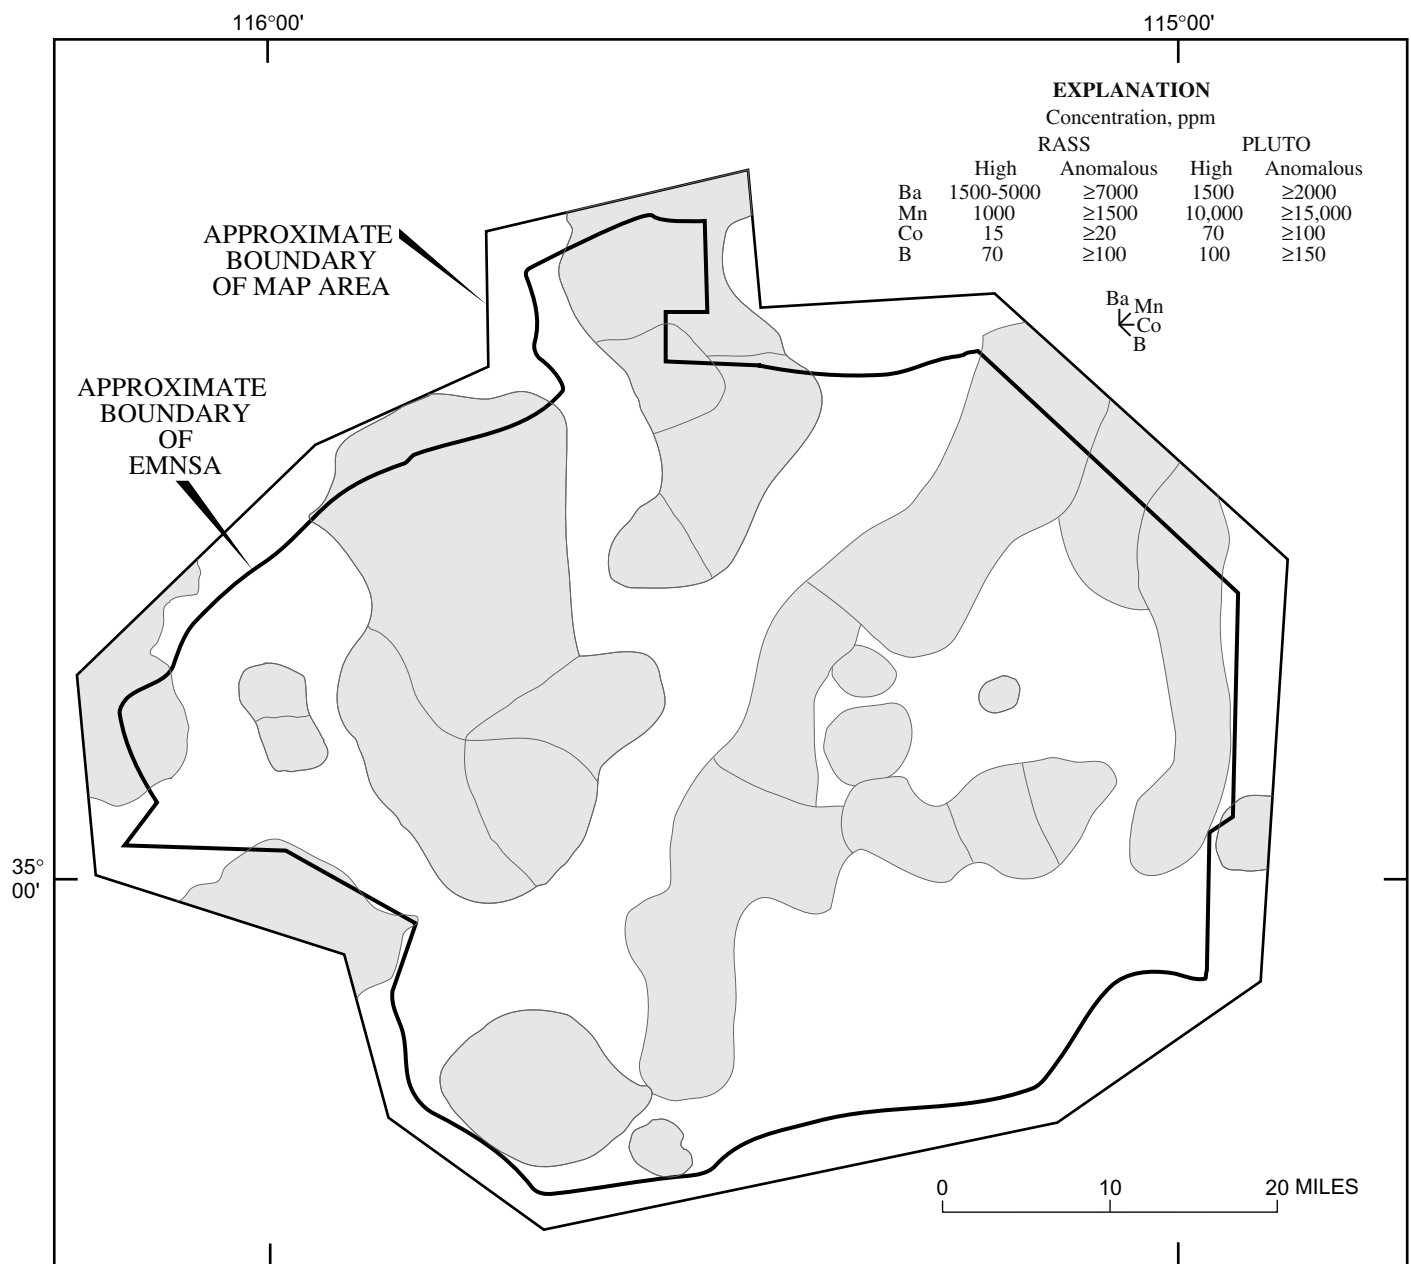 116°00'
115°00'
EXPLANATION
Concentration, ppm
RASS PLUTO
High Anomalous High Anomalous
Ba 1500-5000 ≥7000 1500 ≥2000
Mn 1000 ≥1500 10,000 ≥15,000
Co 15 ≥20 70 ≥100
B 70 ≥100 100 ≥150
Ba
Mn
Co
B
APPROXIMATE
BOUNDARY
OF MAP AREA
APPROXIMATE
BOUNDARY
OF
EMNSA
35°
00'
0 10 20 MILES